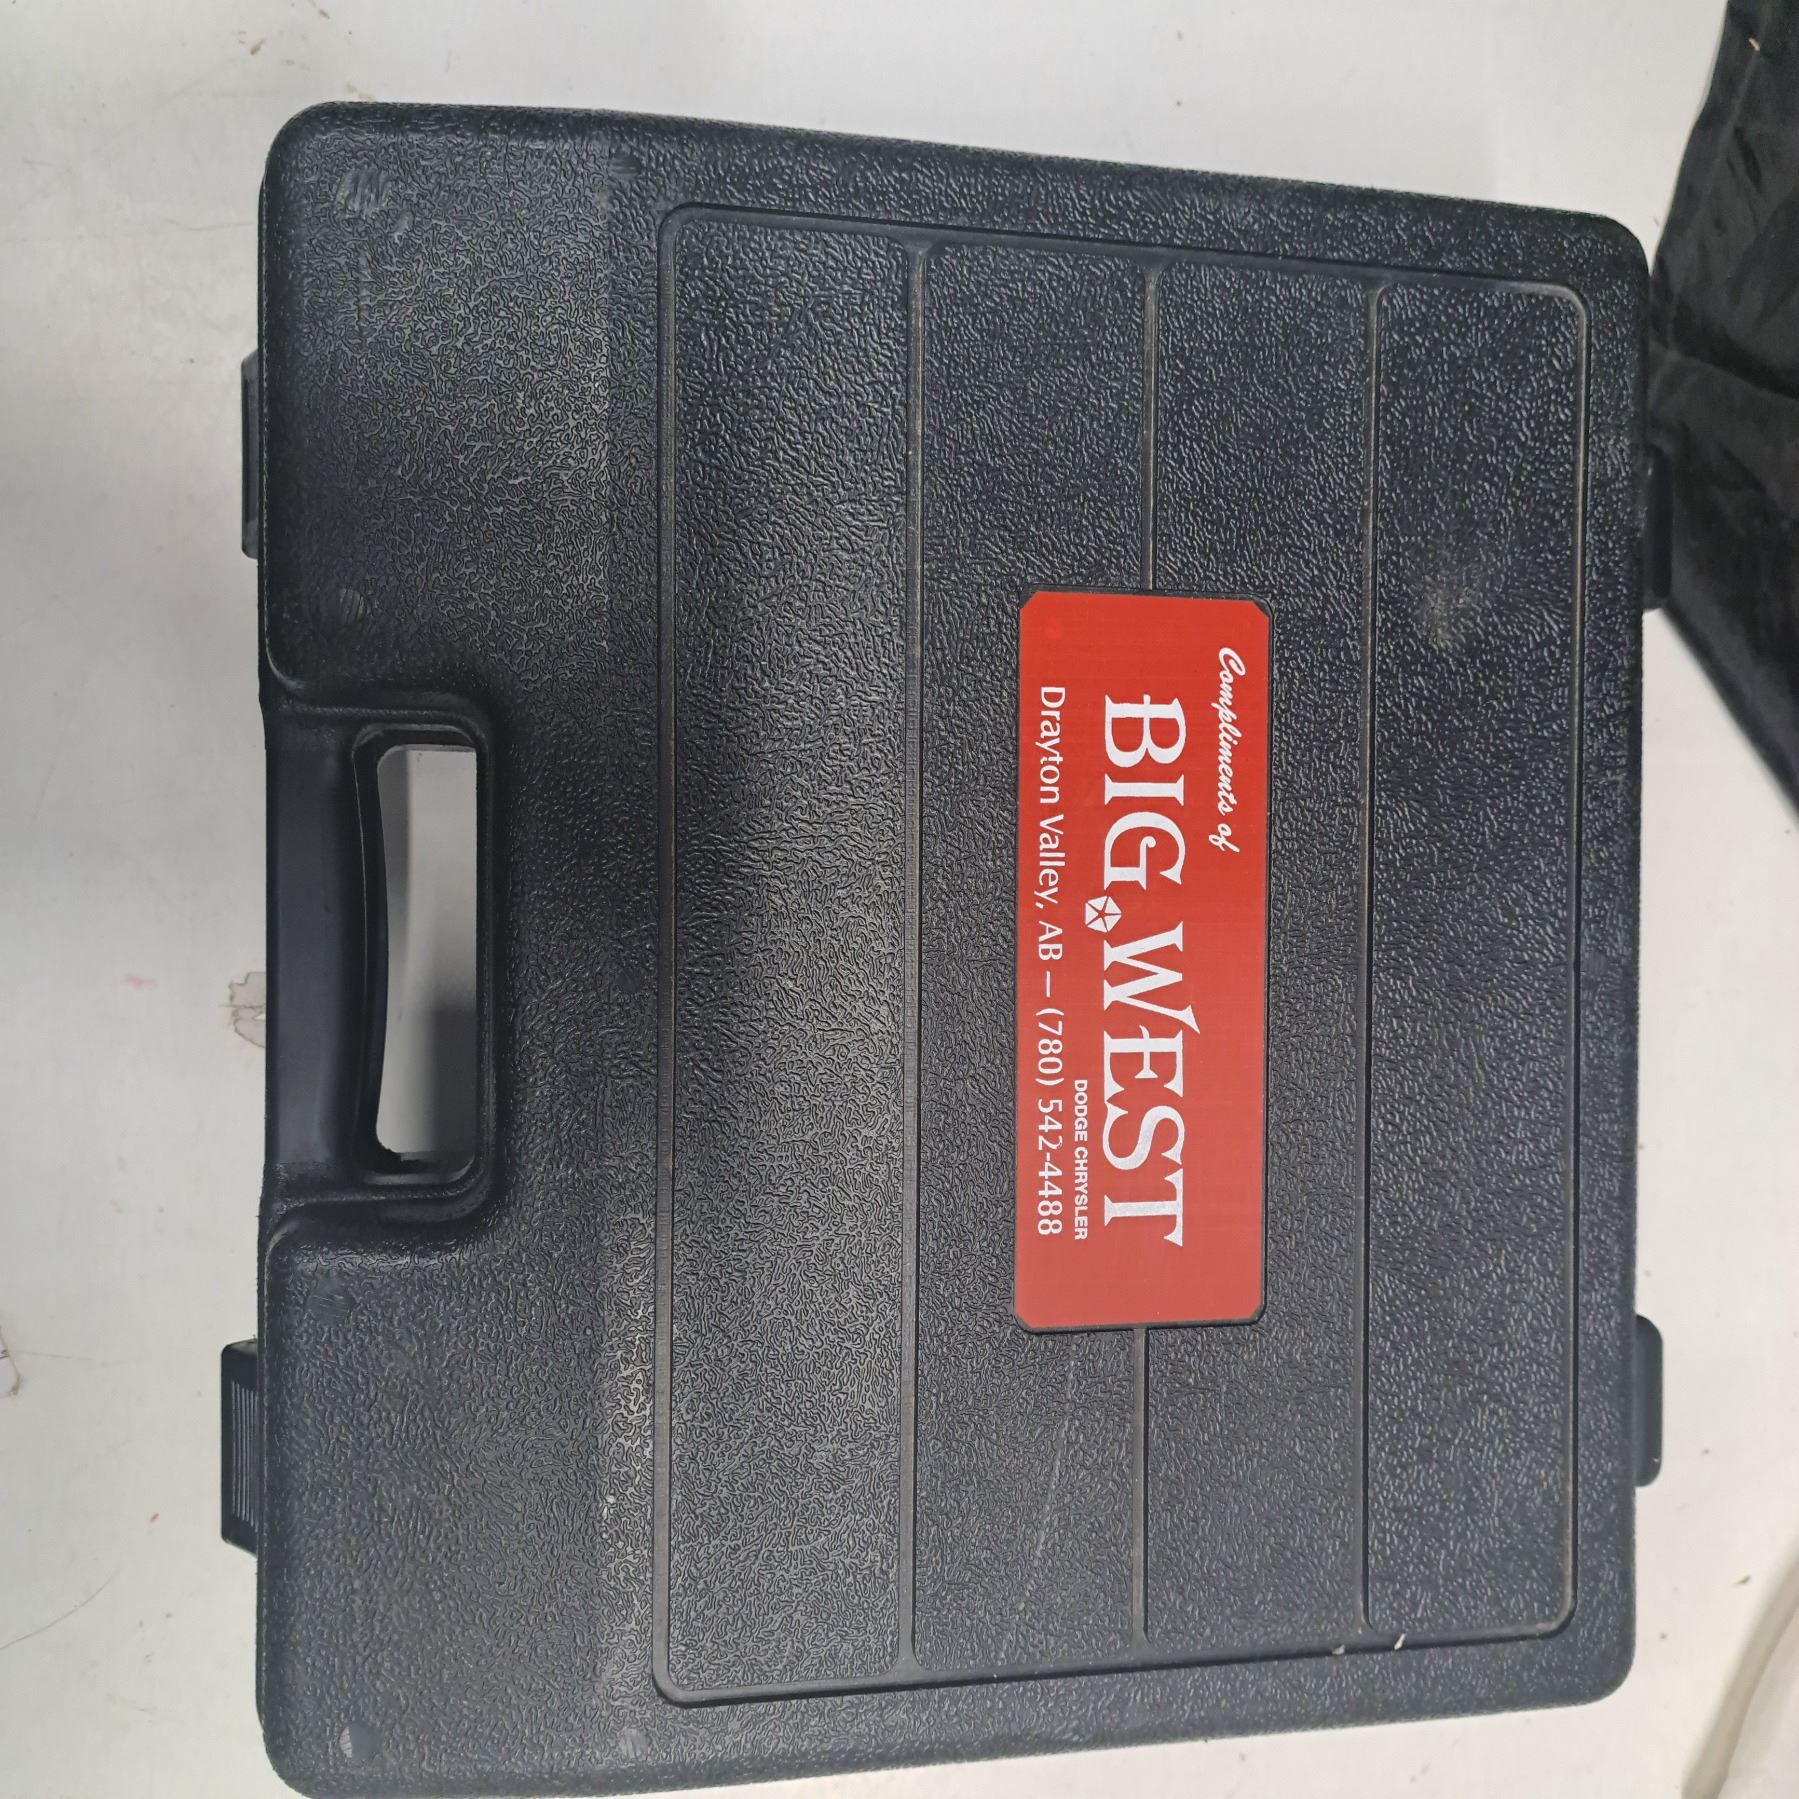 Compliments of
BIG WEST
DODGE CHRYSLER
Drayton Valley, AB — (780) 542-4488